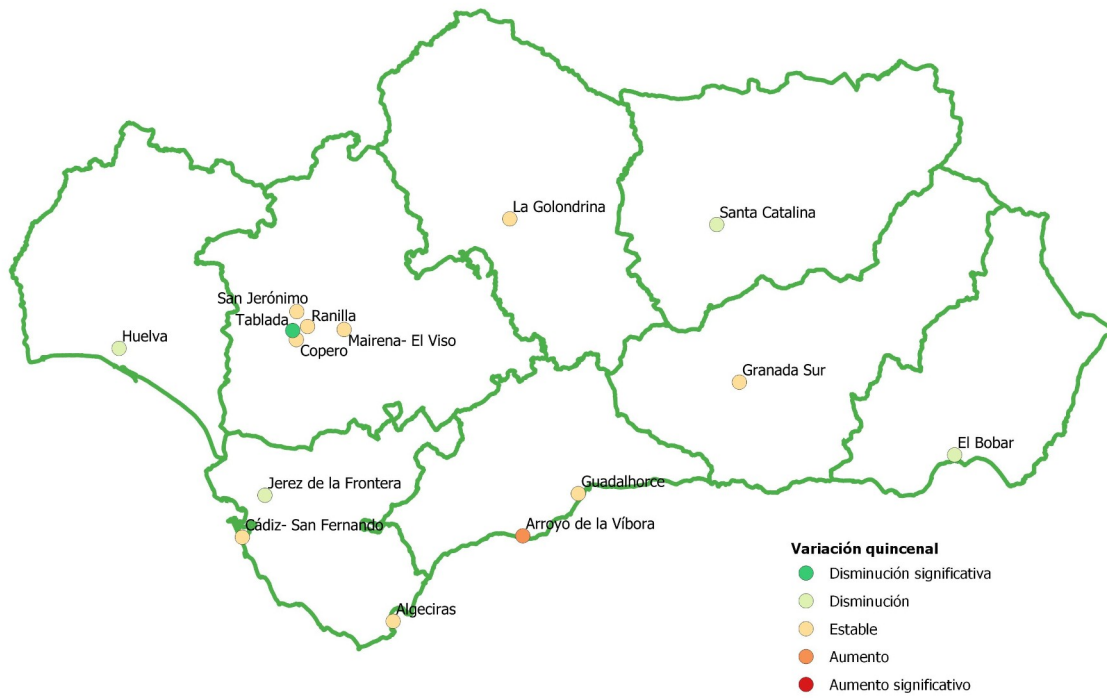 La Golondrina
Santa Catalina
San Jerónimo
Tablada
Ranilla
Huelva
Mairena- El Viso
Copero
Granada Sur
El Bobar
Jerez de la Frontera
Guadalhorce
Cádiz- San Fernando
Arroyo de la Víbora
Algeciras
Variación quincenal
Disminución significativa
Disminución
Estable
Aumento
Aumento significativo